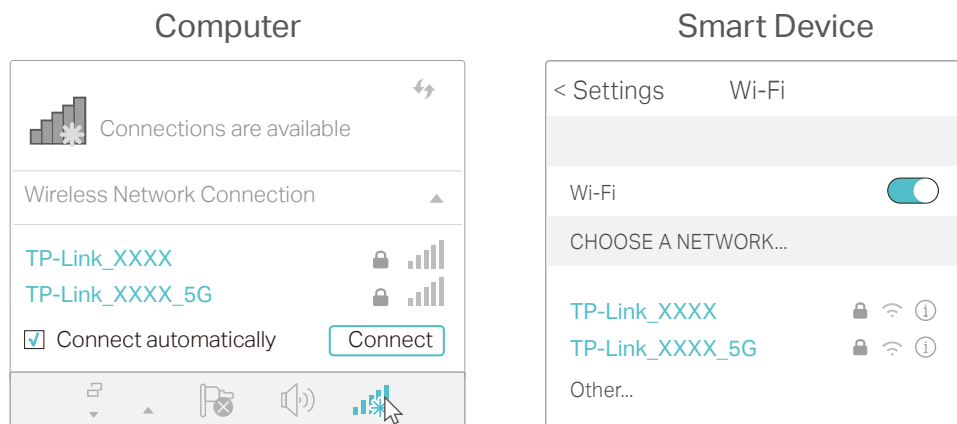 Computer
Connections are available
Wireless Network Connection
TP-Link_XXXX
TP-Link_XXXX_5G
Connect automatically
Connect
Smart Device
< Settings Wi-Fi
Wi-Fi
CHOOSE A NETWORK...
TP-Link_XXXX
TP-Link_XXXX_5G
Other...